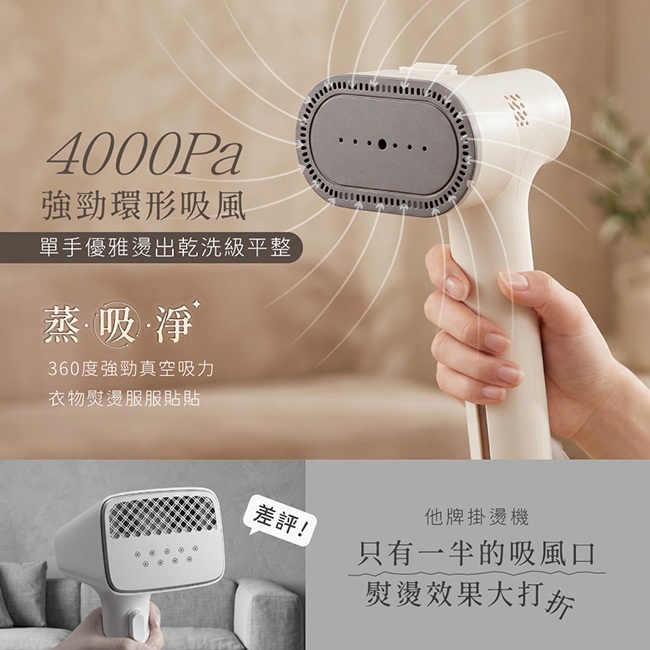 4000Pa
強勁環形吸風
單手優雅燙出乾洗級平整
蒸·吸·淨
360度強勁真空吸力
衣物熨燙服服貼貼
差評!
他牌掛燙機
只有一半的吸風口
熨燙效果大打折